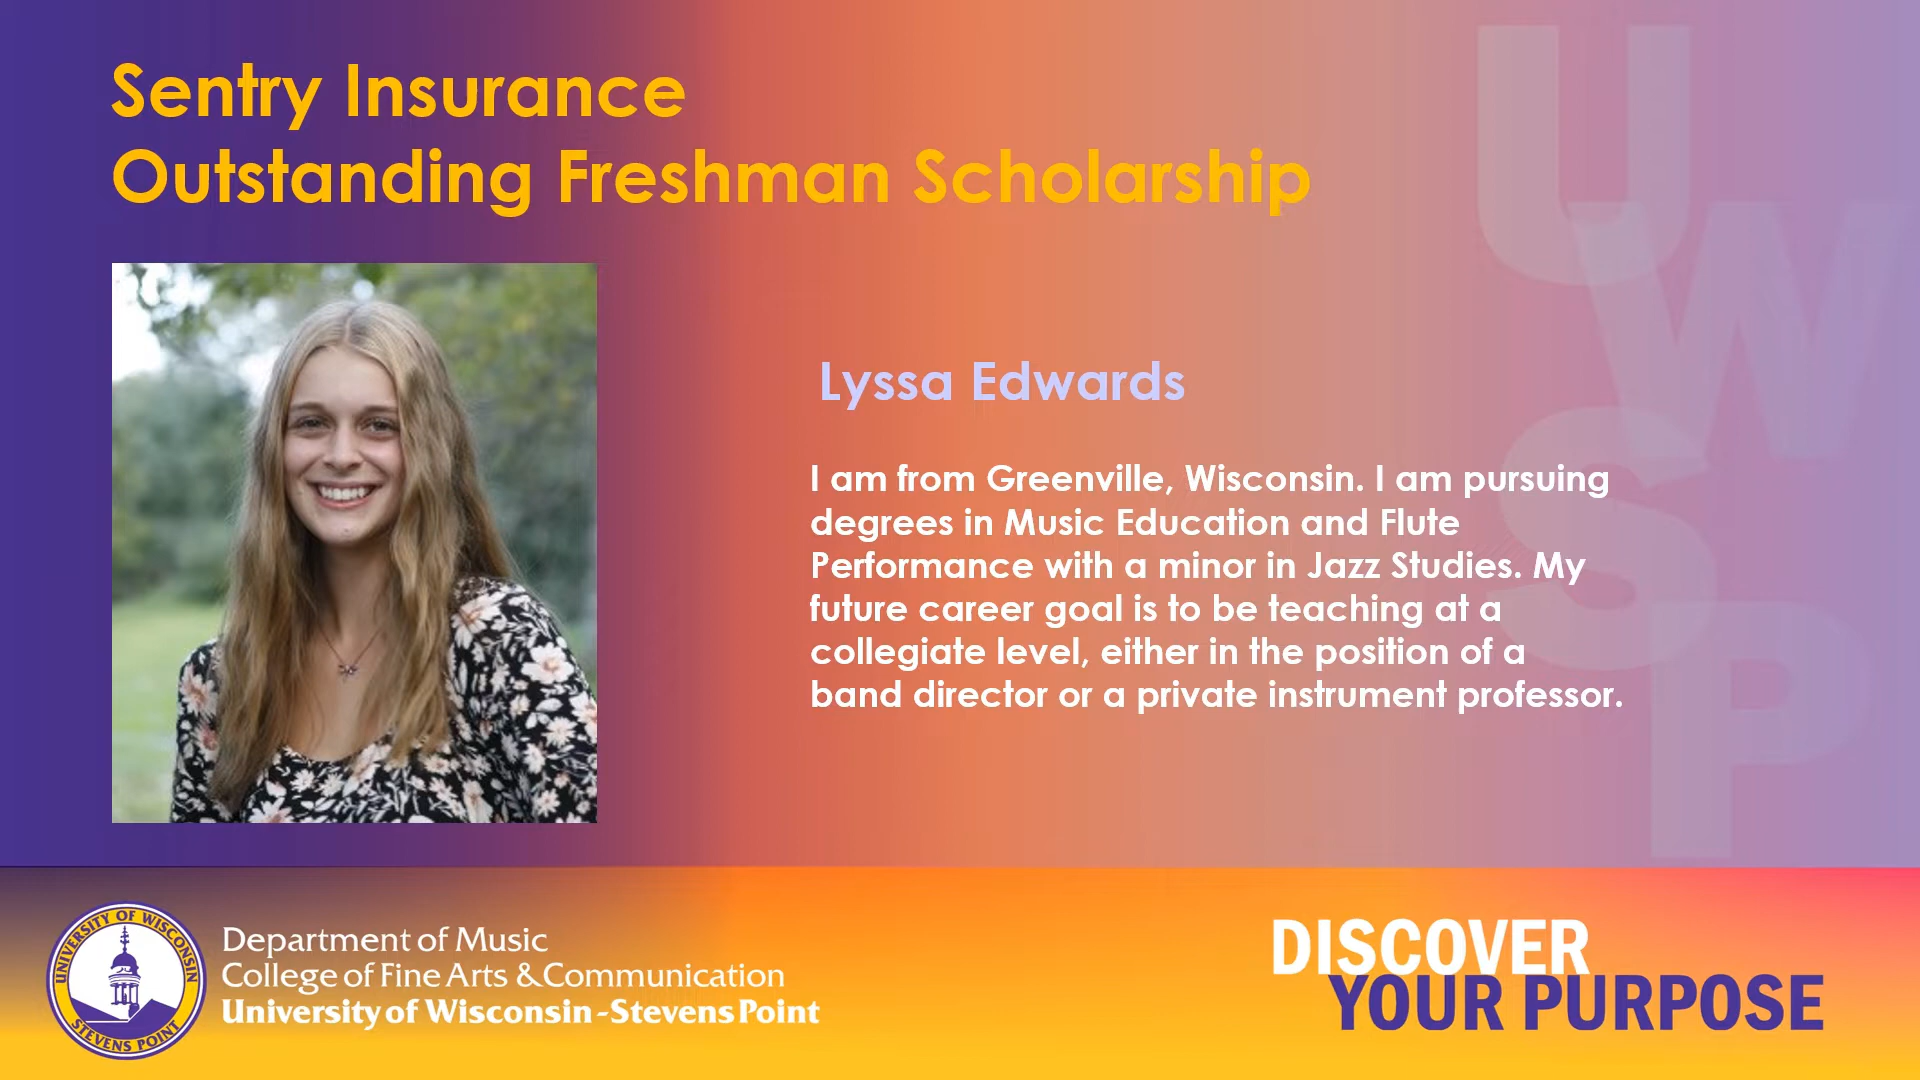 Sentry Insurance
Outstanding Freshman Scholarship
Lyssa Edwards
I am from Greenville, Wisconsin. I am pursuing
degrees in Music Education and Flute
Performance with a minor in Jazz Studies. My
future career goal is to be teaching at a
collegiate level, either in the position of a
band director or a private instrument professor.
UWSP
UNIVERSITY OF WISCONSIN
STEVENS POINT
Department of Music
College of Fine Arts & Communication
University of Wisconsin - Stevens Point
DISCOVER
YOUR PURPOSE